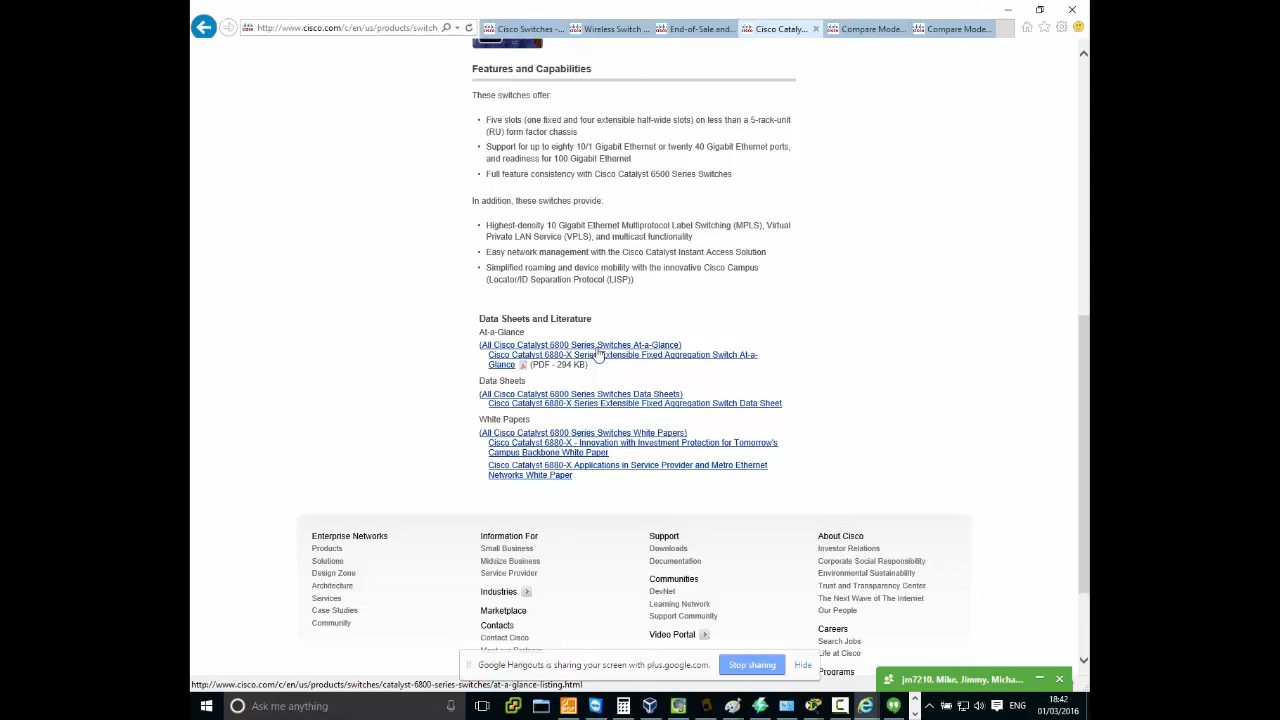 http://www.cisco.com/c/en/us/products/switch
Cisco Switches -...
Wireless Switch ...
End-of-Sale and...
Cisco Cataly...
Compare Mode...
Compare Mode...
Features and Capabilities
These switches offer:
• Five slots (one fixed and four extensible half-wide slots) on less than a 5-rack-unit
(RU) form factor chassis
• Support for up to eighty 10/1 Gigabit Ethernet or twenty 40 Gigabit Ethernet ports,
and readiness for 100 Gigabit Ethernet
• Full feature consistency with Cisco Catalyst 6500 Series Switches
In addition, these switches provide:
• Highest-density 10 Gigabit Ethernet Multiprotocol Label Switching (MPLS), Virtual
Private LAN Service (VPLS), and multicast functionality
• Easy network management with the Cisco Catalyst Instant Access Solution
• Simplified roaming and device mobility with the innovative Cisco Campus
(Locator/ID Separation Protocol (LISP))
Data Sheets and Literature
At-a-Glance
(All Cisco Catalyst 6800 Series Switches At-a-Glance)
Cisco Catalyst 6880-X Series Extensible Fixed Aggregation Switch At-a-
Glance (PDF - 294 KB)
Data Sheets
(All Cisco Catalyst 6800 Series Switches Data Sheets)
Cisco Catalyst 6880-X Series Extensible Fixed Aggregation Switch Data Sheet
White Papers
(All Cisco Catalyst 6800 Series Switches White Papers)
Cisco Catalyst 6880-X - Innovation with Investment Protection for Tomorrow's
Campus Backbone White Paper
Cisco Catalyst 6880-X Applications in Service Provider and Metro Ethernet
Networks White Paper
Enterprise Networks
Products
Solutions
Design Zone
Architecture
Services
Case Studies
Community
Information For
Small Business
Midsize Business
Service Provider
Industries
Marketplace
Contacts
Contact Cisco
Support
Downloads
Documentation
Communities
DevNet
Learning Network
Support Community
Video Portal
About Cisco
Investor Relations
Corporate Social Responsibility
Environmental Sustainability
Trust and Transparency Center
The Next Wave of The Internet
Our People
Careers
Search Jobs
Life at Cisco
Programs
Google Hangouts is sharing your screen with plus.google.com.
Stop sharing
Hide
jm7210, Mike, Jimmy, Micha...
http://www.cisco.com/c/en/us/products/switches/catalyst-6800-series-switches/at-a-glance-listing.html
Ask me anything
ENG
18:42
01/03/2016